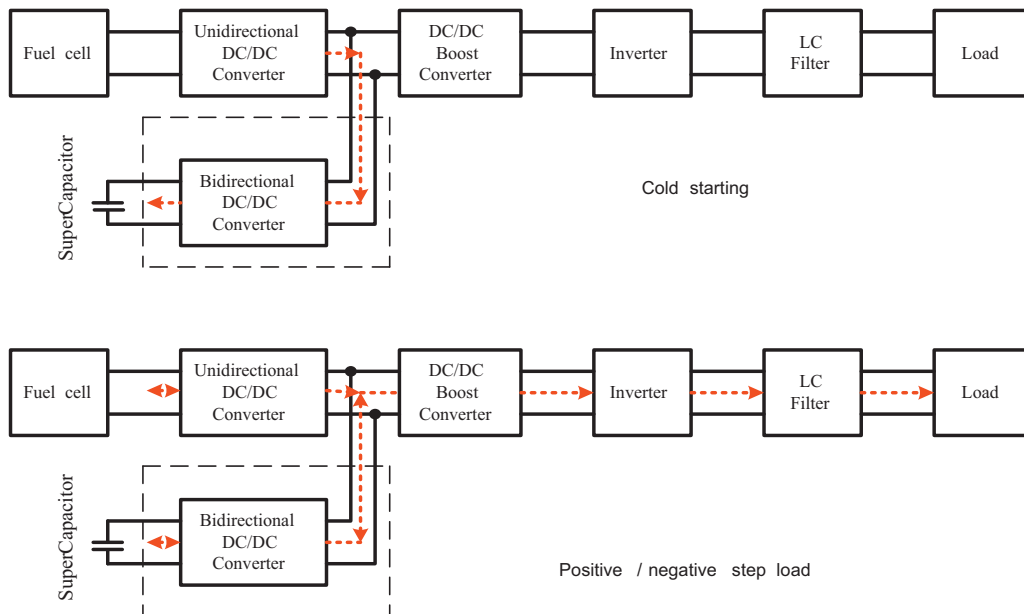 Fuel cell
Unidirectional
DC/DC
Converter
DC/DC
Boost
Converter
Inverter
LC
Filter
Load
SuperCapacitor
Bidirectional
DC/DC
Converter
Cold starting
Fuel cell
Unidirectional
DC/DC
Converter
DC/DC
Boost
Converter
Inverter
LC
Filter
Load
SuperCapacitor
Bidirectional
DC/DC
Converter
Positive / negative step load